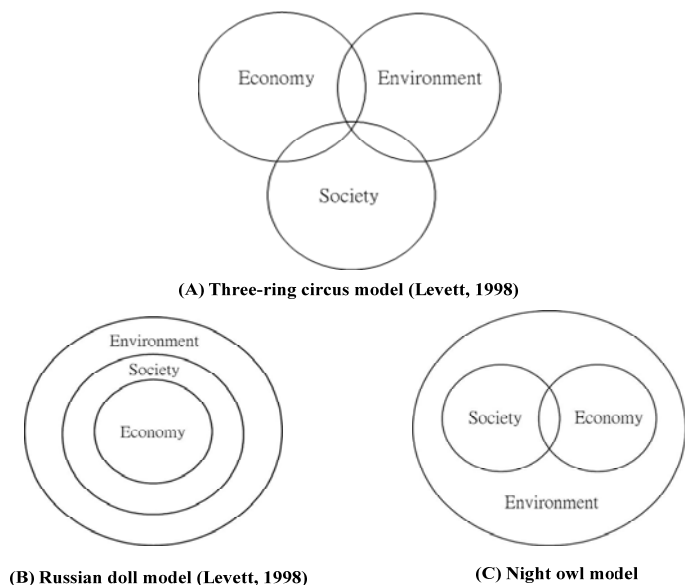 Economy
Environment
Society
(A) Three-ring circus model (Levett, 1998)
Environment
Society
Economy
(B) Russian doll model (Levett, 1998)
Society
Economy
Environment
(C) Night owl model